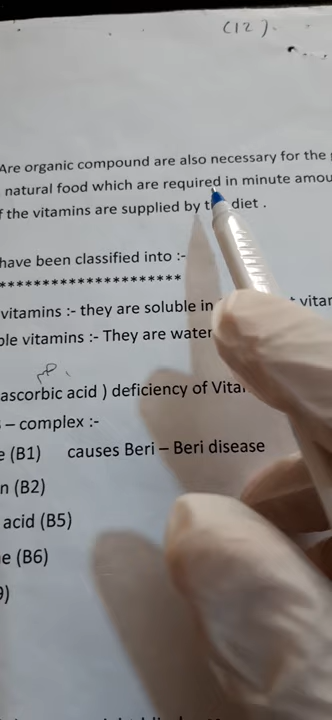 (12).
Are organic compound are also necessary for the
natural food which are required in minute amou
f the vitamins are supplied by the diet .
have been classified into :-
*********************
vitamins :- they are soluble in
ble vitamins :- They are water
ascorbic acid ) deficiency of Vita
– complex :-
e (B1) causes Beri – Beri disease
n (B2)
acid (B5)
e (B6)
9)